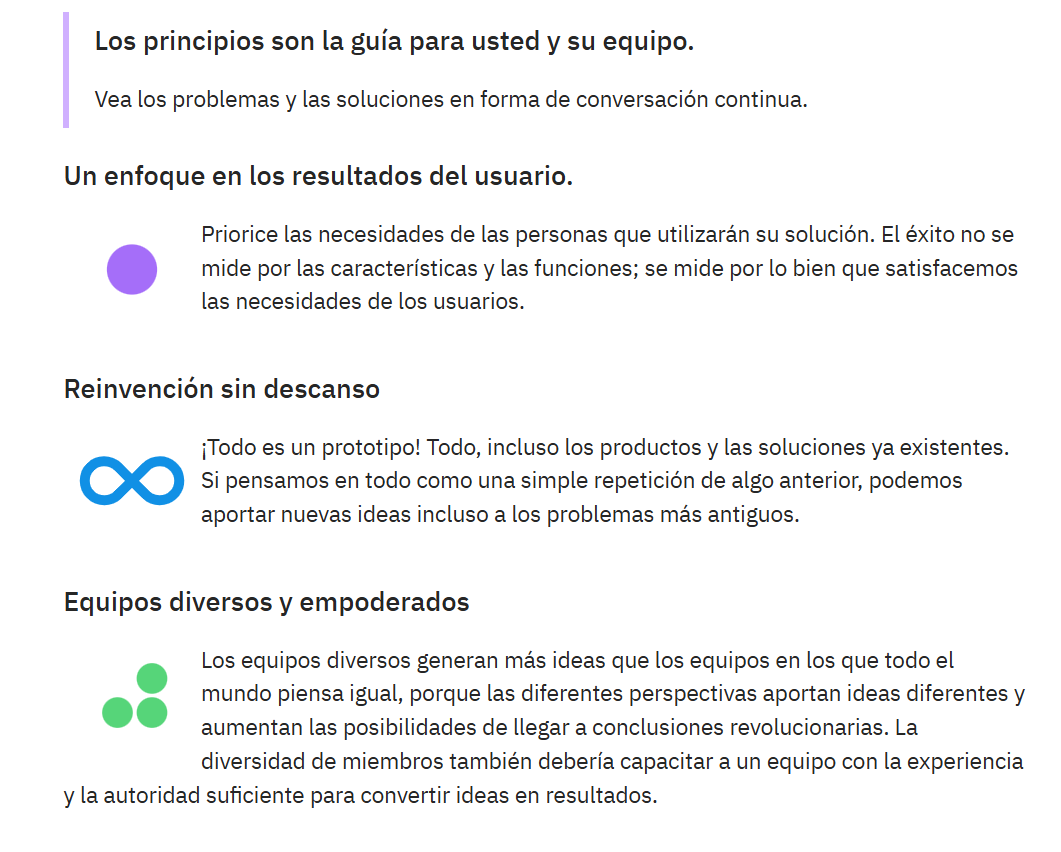 Los principios son la guía para usted y su equipo.
Vea los problemas y las soluciones en forma de conversación continua.
Un enfoque en los resultados del usuario.
Priorice las necesidades de las personas que utilizarán su solución. El éxito no se
mide por las características y las funciones; se mide por lo bien que satisfacemos
las necesidades de los usuarios.
Reinvención sin descanso
¡Todo es un prototipo! Todo, incluso los productos y las soluciones ya existentes.
Si pensamos en todo como una simple repetición de algo anterior, podemos
aportar nuevas ideas incluso a los problemas más antiguos.
Equipos diversos y empoderados
Los equipos diversos generan más ideas que los equipos en los que todo el
mundo piensa igual, porque las diferentes perspectivas aportan ideas diferentes y
aumentan las posibilidades de llegar a conclusiones revolucionarias. La
diversidad de miembros también debería capacitar a un equipo con la experiencia
y la autoridad suficiente para convertir ideas en resultados.